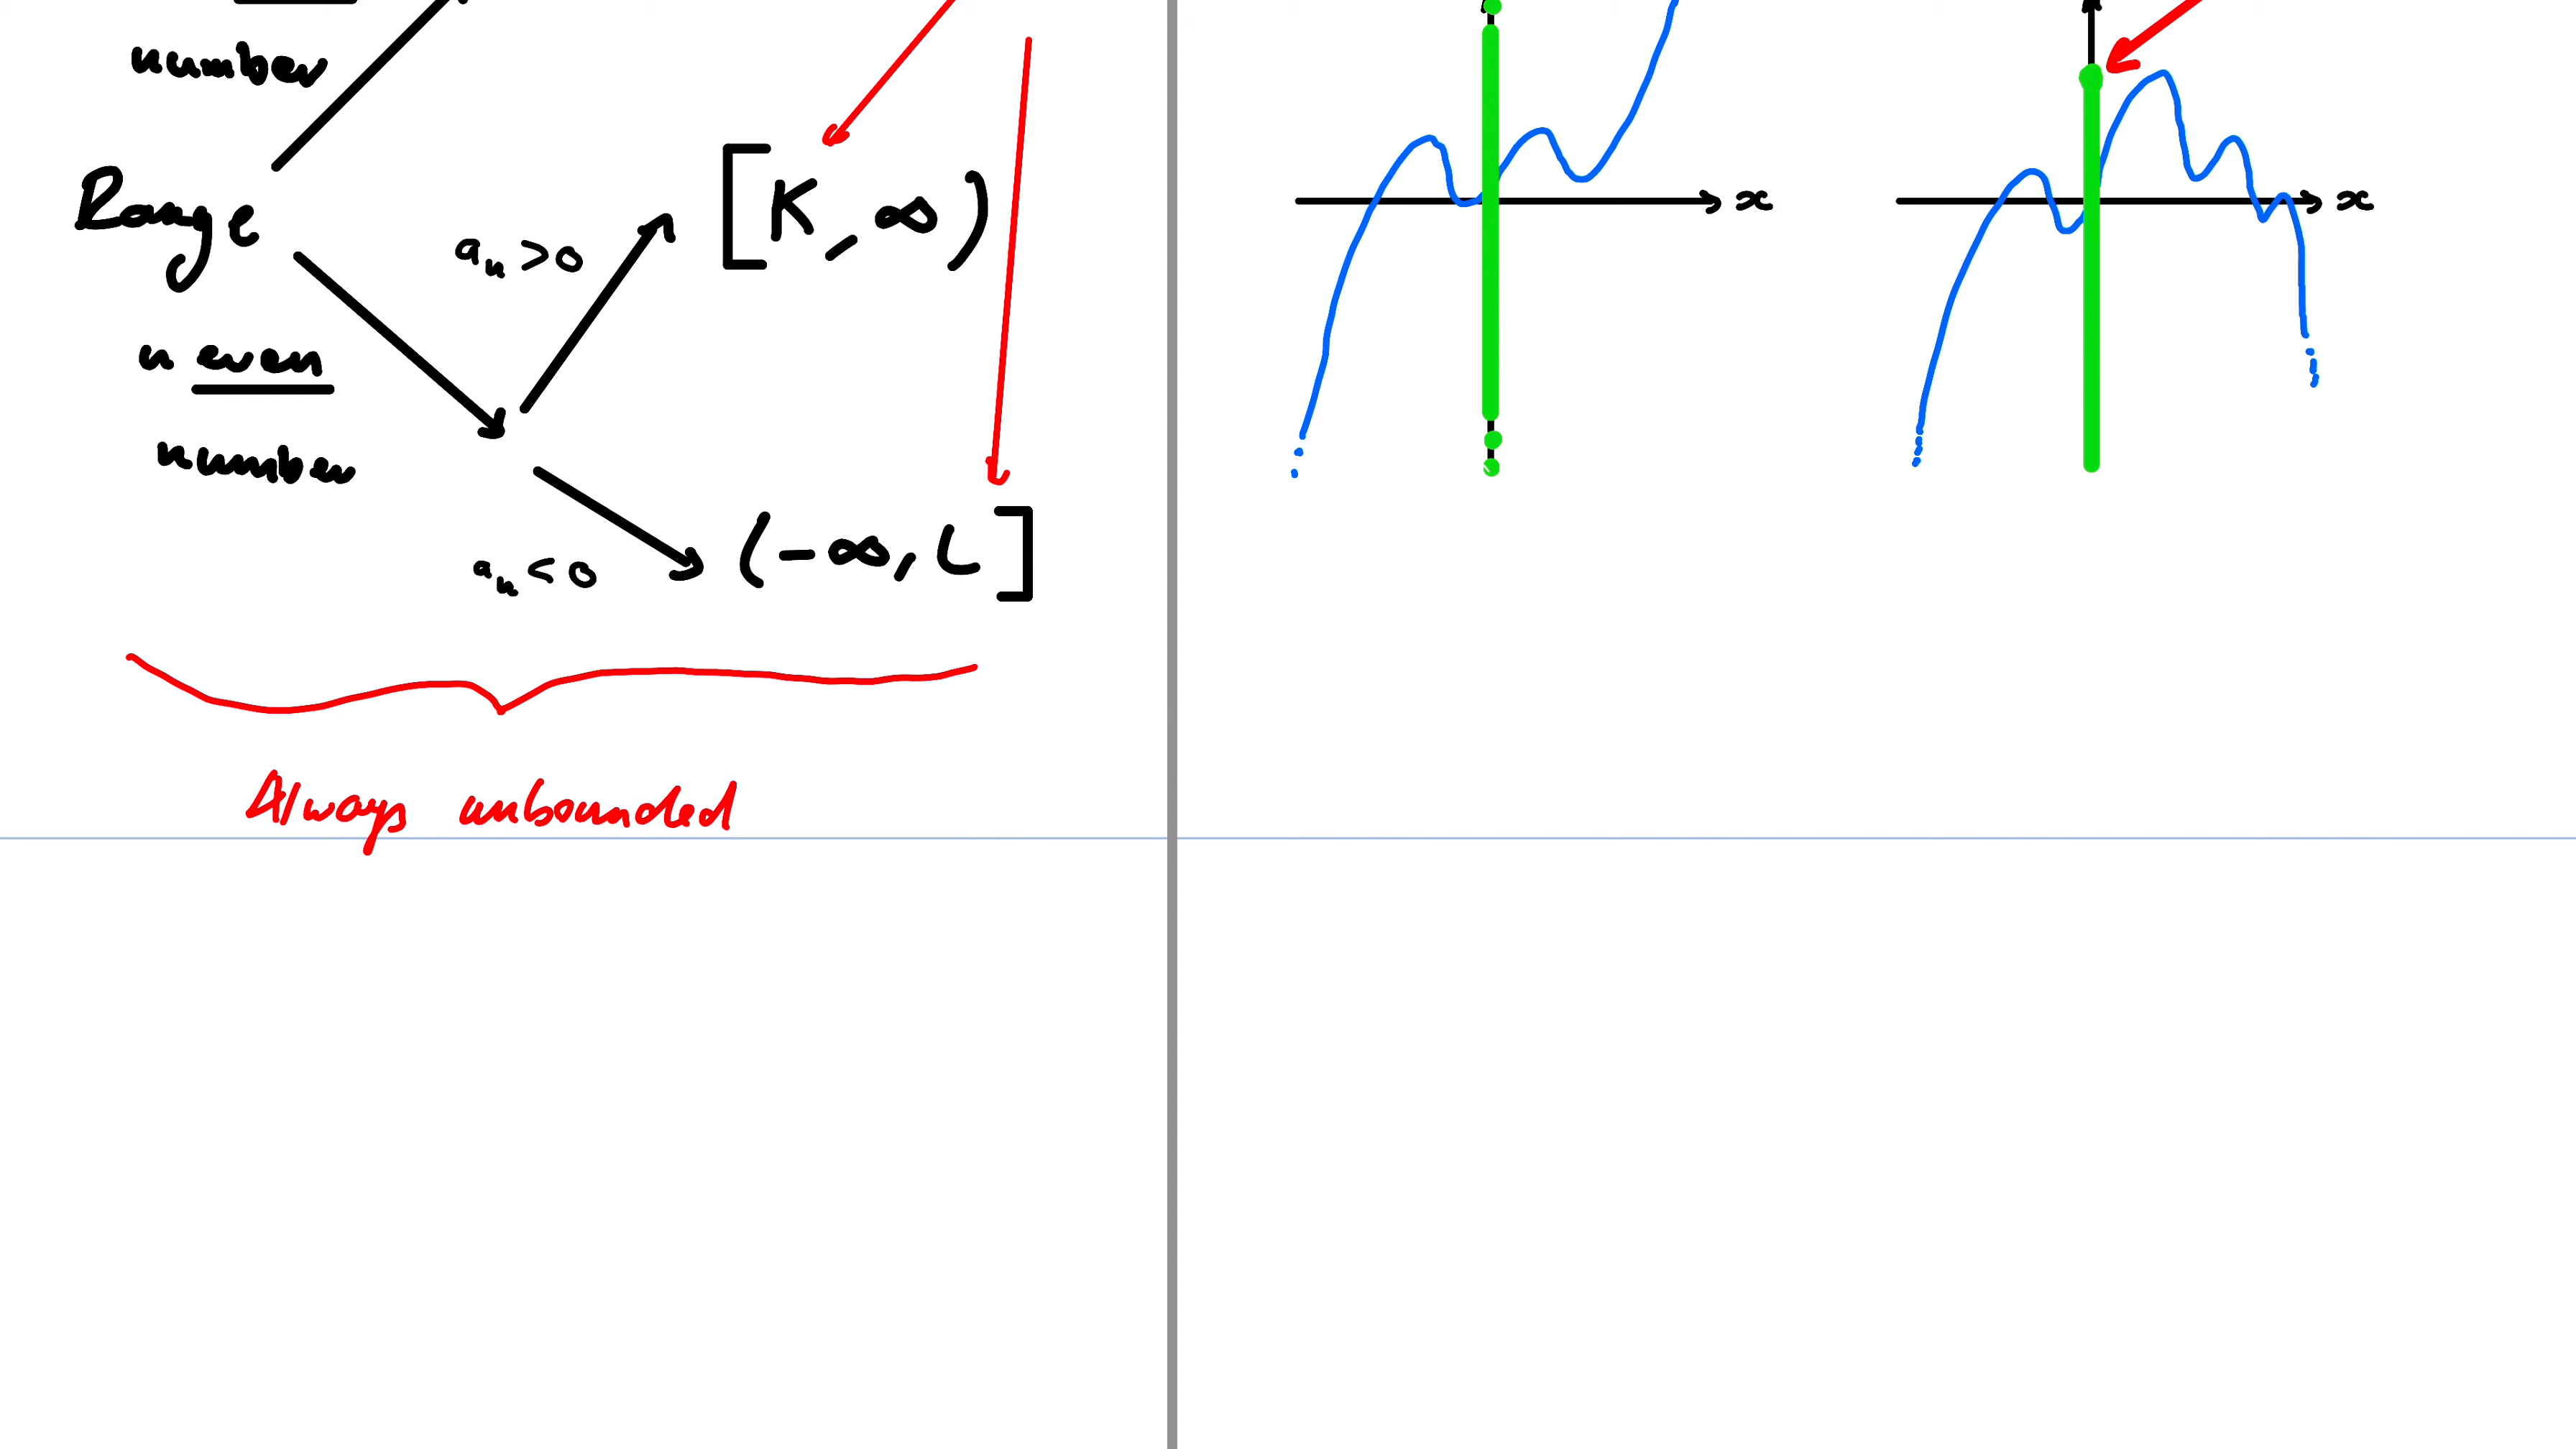 number
Range
n even
number
a_n > 0
[K, ∞)
a_n < 0
(-∞, L]
Always unbounded
x
x